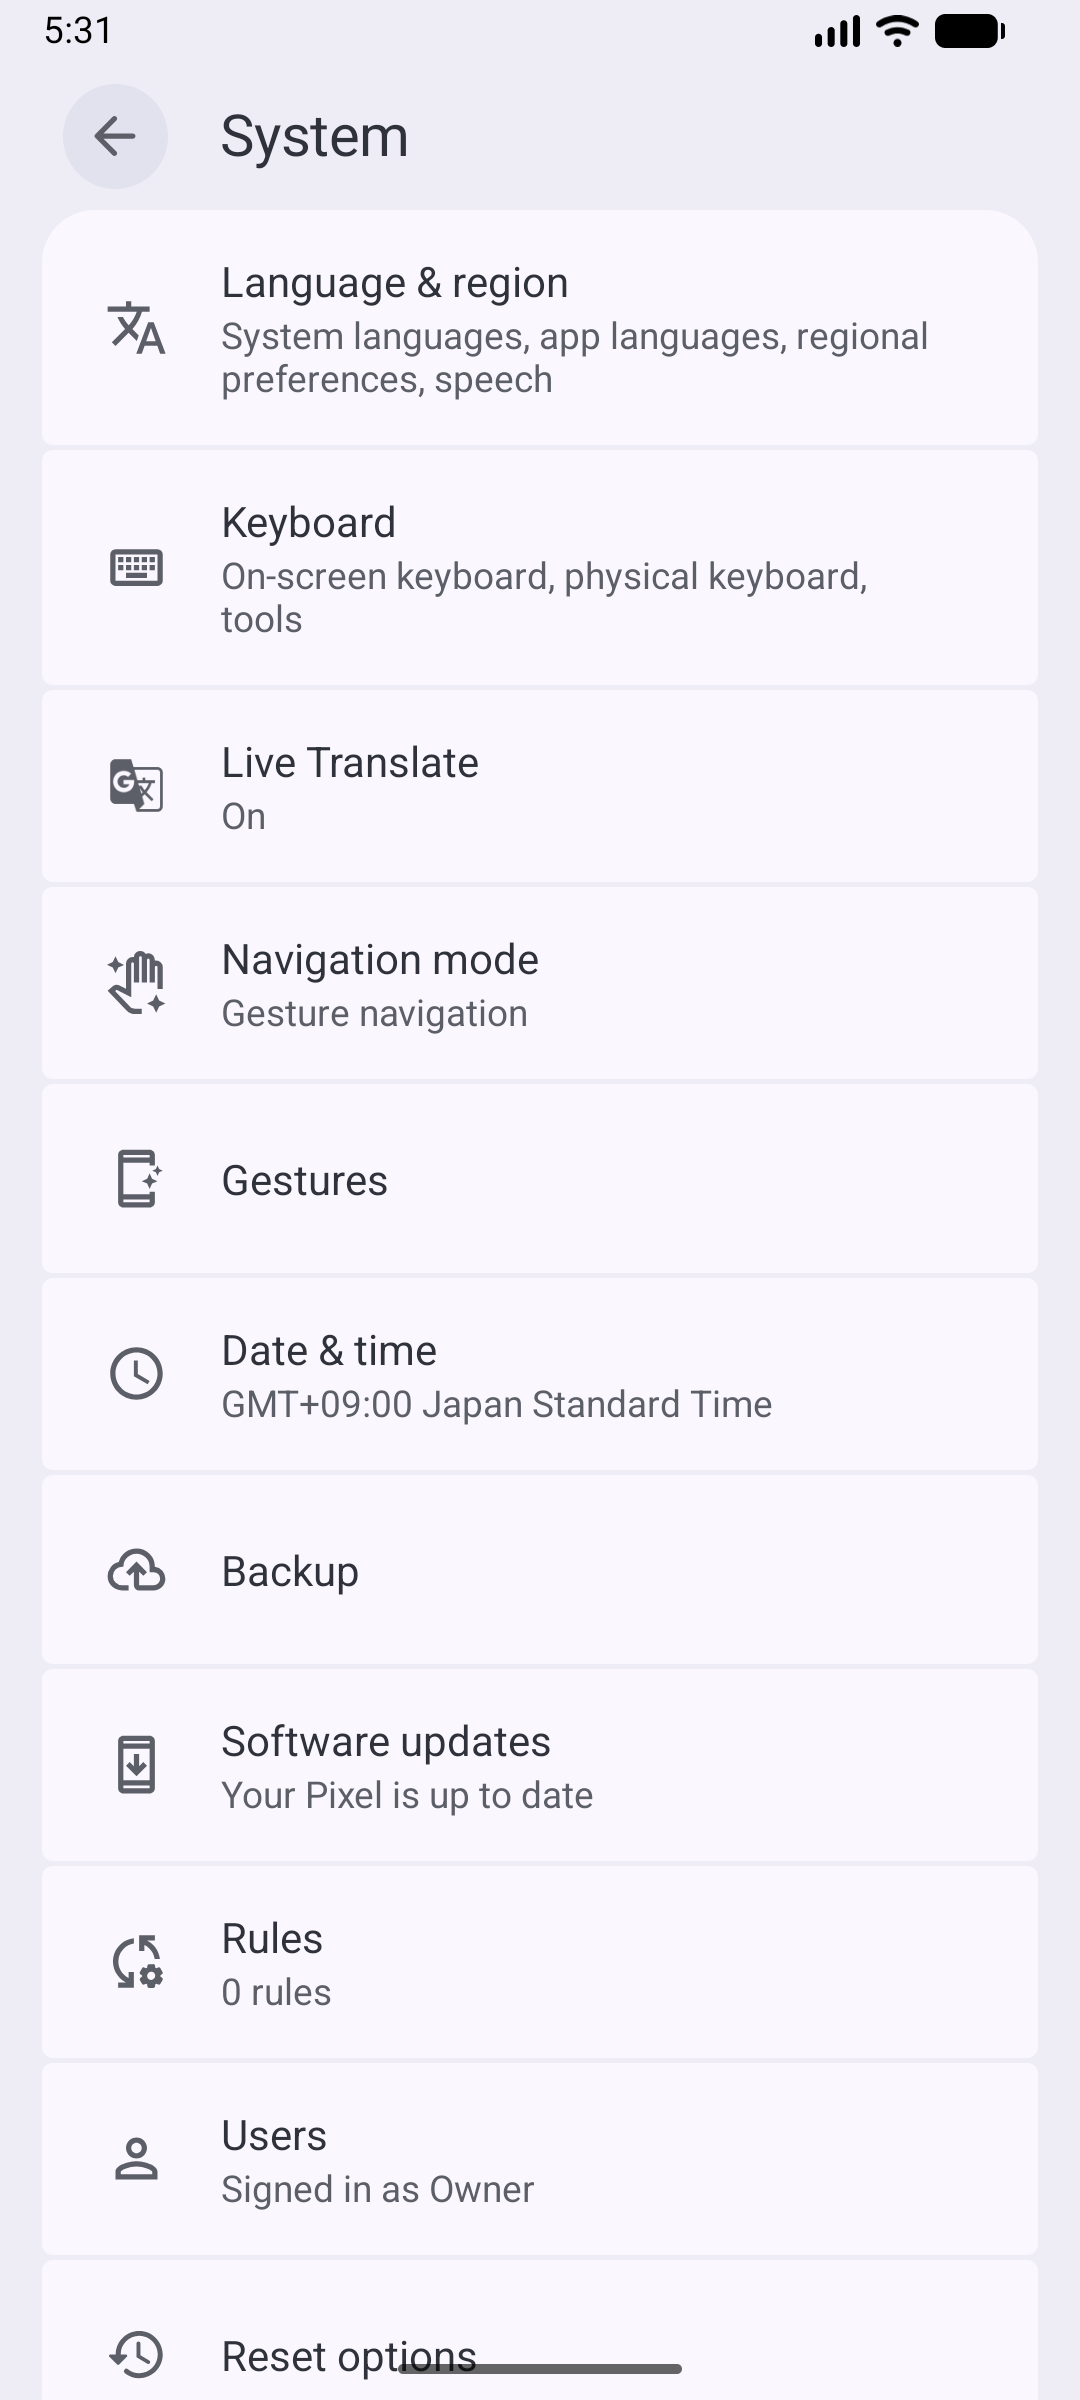 5:31
System
Language & region
System languages, app languages, regional
preferences, speech
Keyboard
On-screen keyboard, physical keyboard,
tools
Live Translate
On
Navigation mode
Gesture navigation
Gestures
Date & time
GMT+09:00 Japan Standard Time
Backup
Software updates
Your Pixel is up to date
Rules
0 rules
Users
Signed in as Owner
Reset options